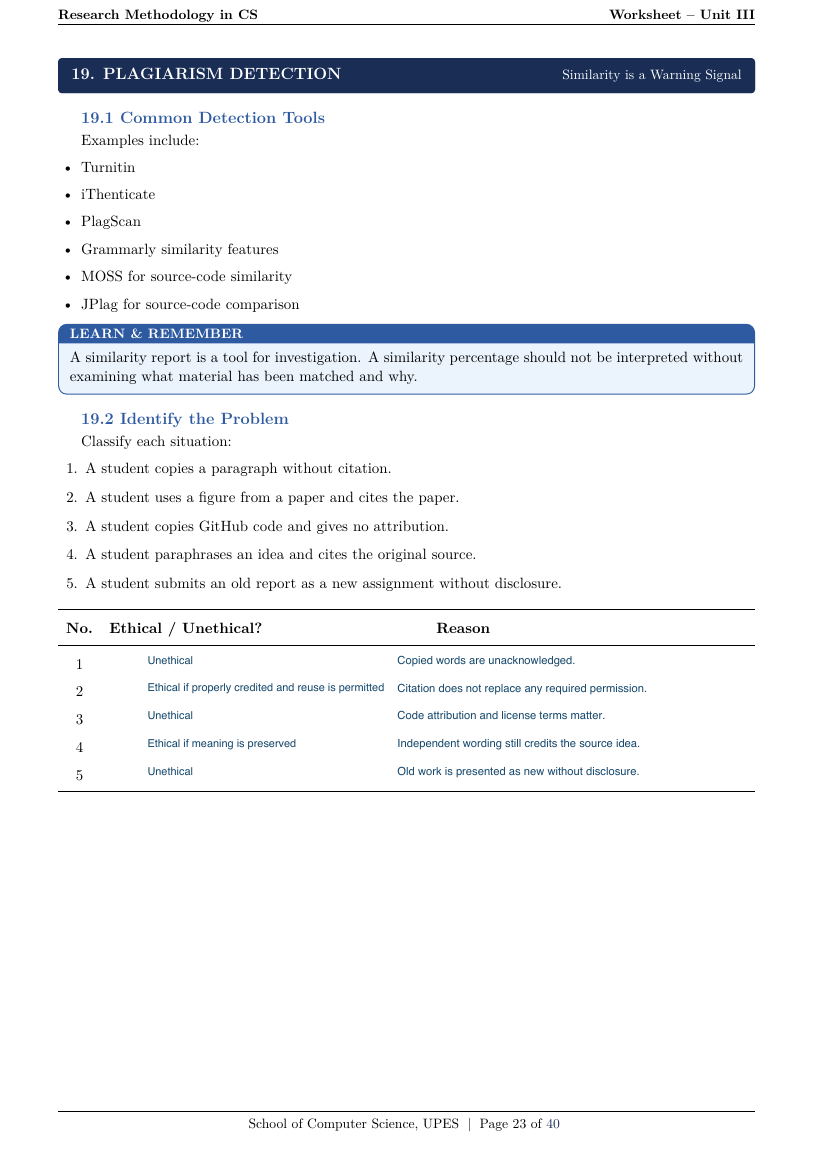 Research Methodology in CS Worksheet – Unit III
19. PLAGIARISM DETECTION Similarity is a Warning Signal
19.1 Common Detection Tools
Examples include:
• Turnitin
• iThenticate
• PlagScan
• Grammarly similarity features
• MOSS for source-code similarity
• JPlag for source-code comparison
LEARN & REMEMBER
A similarity report is a tool for investigation. A similarity percentage should not be interpreted without
examining what material has been matched and why.
19.2 Identify the Problem
Classify each situation:
1. A student copies a paragraph without citation.
2. A student uses a figure from a paper and cites the paper.
3. A student copies GitHub code and gives no attribution.
4. A student paraphrases an idea and cites the original source.
5. A student submits an old report as a new assignment without disclosure.
No. Ethical / Unethical? Reason
1 Unethical Copied words are unacknowledged.
2 Ethical if properly credited and reuse is permitted Citation does not replace any required permission.
3 Unethical Code attribution and license terms matter.
4 Ethical if meaning is preserved Independent wording still credits the source idea.
5 Unethical Old work is presented as new without disclosure.
School of Computer Science, UPES | Page 23 of 40